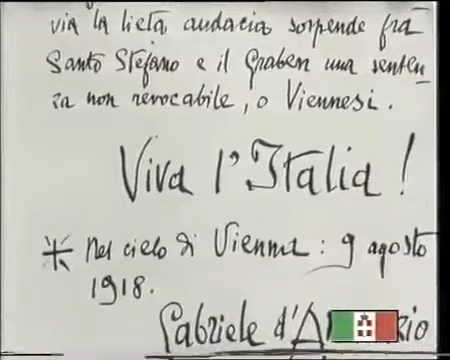 via la lieta audacia sospende fra
Santo Stefano e il Graben una senten
za non revocabile, o Viennesi.
Viva l'Italia!
* Nel cielo di Vienna: 9 agosto
1918.
Gabriele d'A